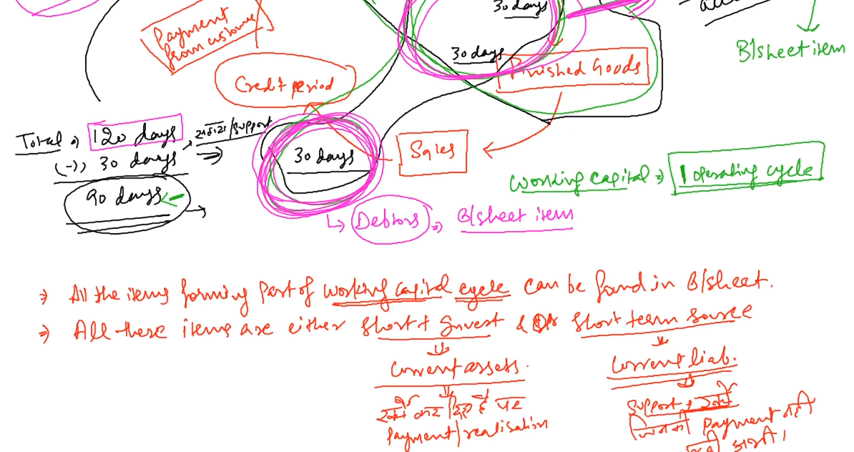 30 days
B/sheet item
Payment
from customer
30 days
Finished Goods
Credit period
Total → 120 days
(-) 30 days
/support
⇒
90 days
30 days
Sales
Working capital ⇒ 1 operating cycle
↳ Debtors ⇒ B/sheet item
⇒ All the items forming part of working capital cycle can be found in B/sheet.
⇒ All these items are either short t Invest & Or short term source
Current assets.
Current liab.
payment/realisation
support
payment